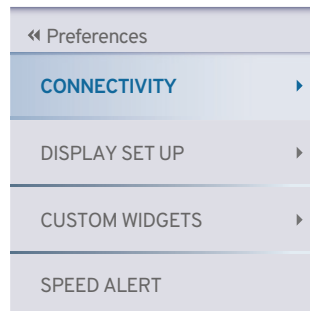 Preferences
CONNECTIVITY
DISPLAY SET UP
CUSTOM WIDGETS
SPEED ALERT